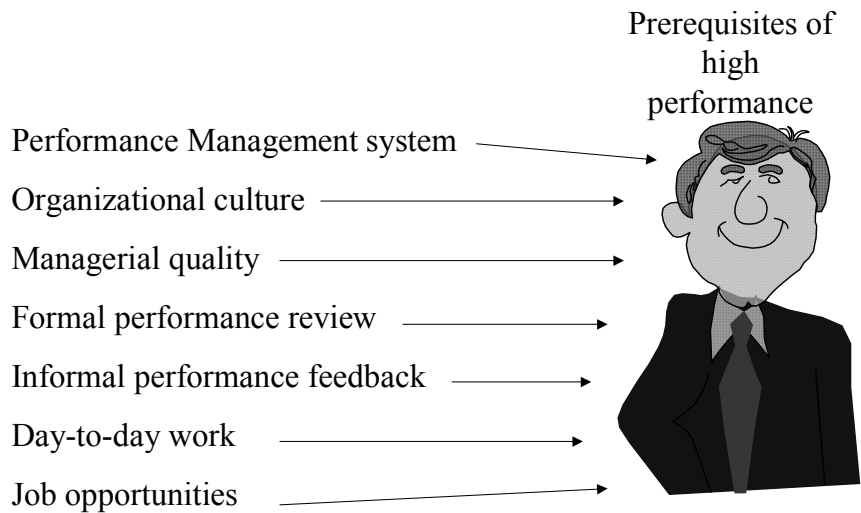 Prerequisites of
high
performance
Performance Management system
Organizational culture
Managerial quality
Formal performance review
Informal performance feedback
Day-to-day work
Job opportunities